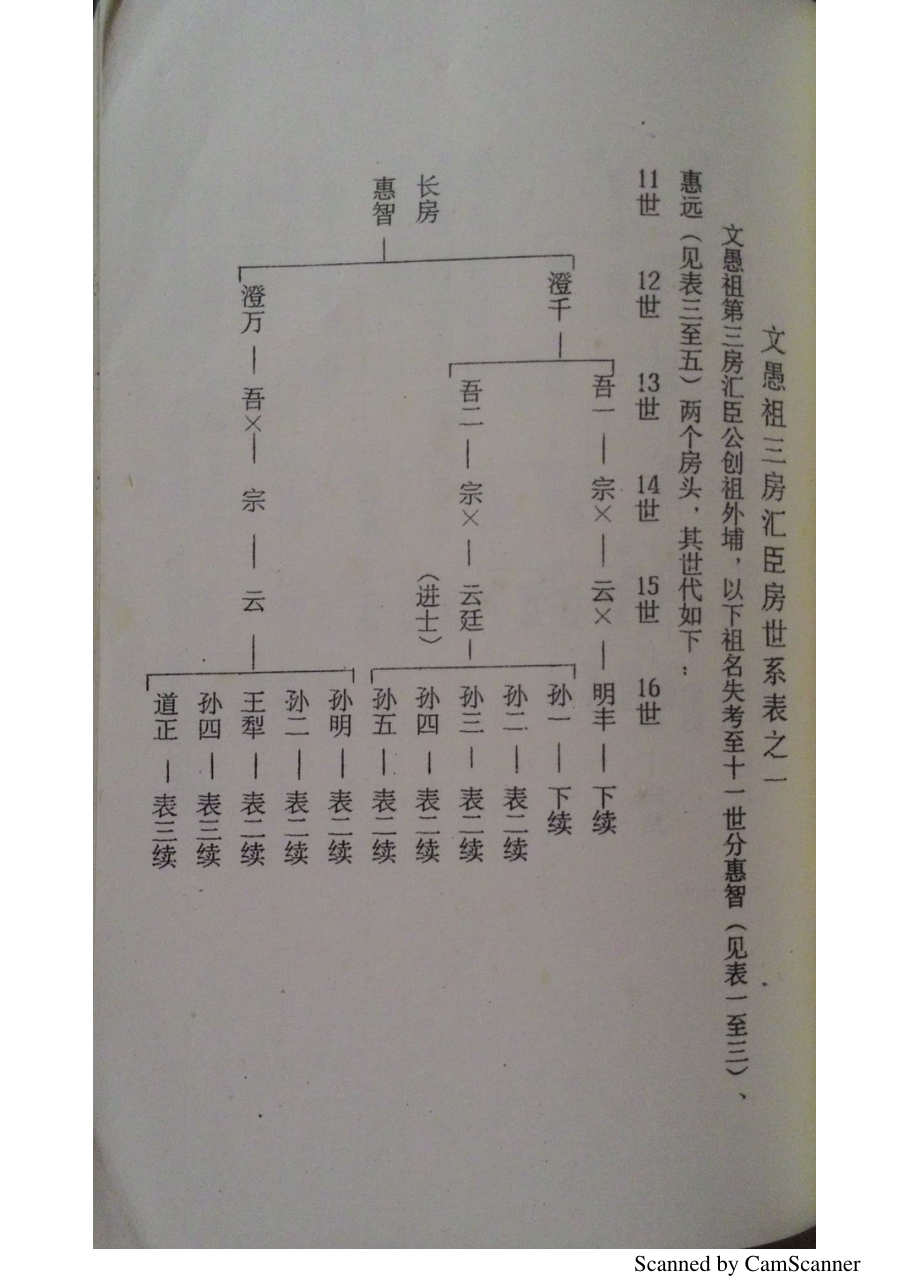 文愚祖三房汇臣房世系表之一
文愚祖第三房汇臣公创祖外埔，以下祖名失考至十一世分惠智（见表一至三）、
惠远（见表三至五）两个房头，其世代如下：
11世 12世 13世 14世 15世 16世
吾一 — 宗× — 云× — 明丰 — 下续
澄千 — 孙一 — 下续
孙二 — 表二续
吾二 — 宗× — 云廷 — 孙三 — 表二续
长房 （进士） 孙四 — 表二续
惠智 — 孙五 — 表二续
孙明 — 表二续
孙二 — 表二续
澄万 — 吾× — 宗 — 云 — 王犁 — 表二续
孙四 — 表三续
道正 — 表三续
Scanned by CamScanner